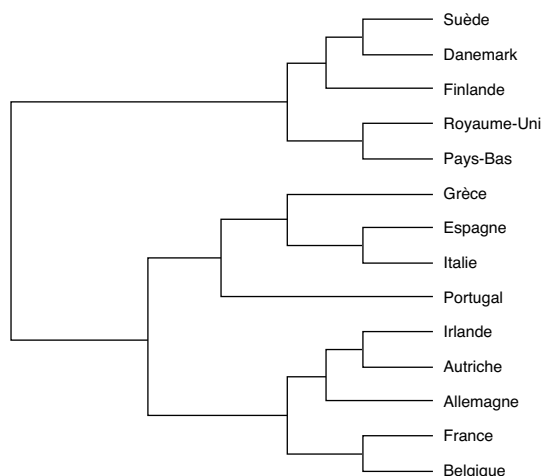 Suède
Danemark
Finlande
Royaume-Uni
Pays-Bas
Grèce
Espagne
Italie
Portugal
Irlande
Autriche
Allemagne
France
Belgique